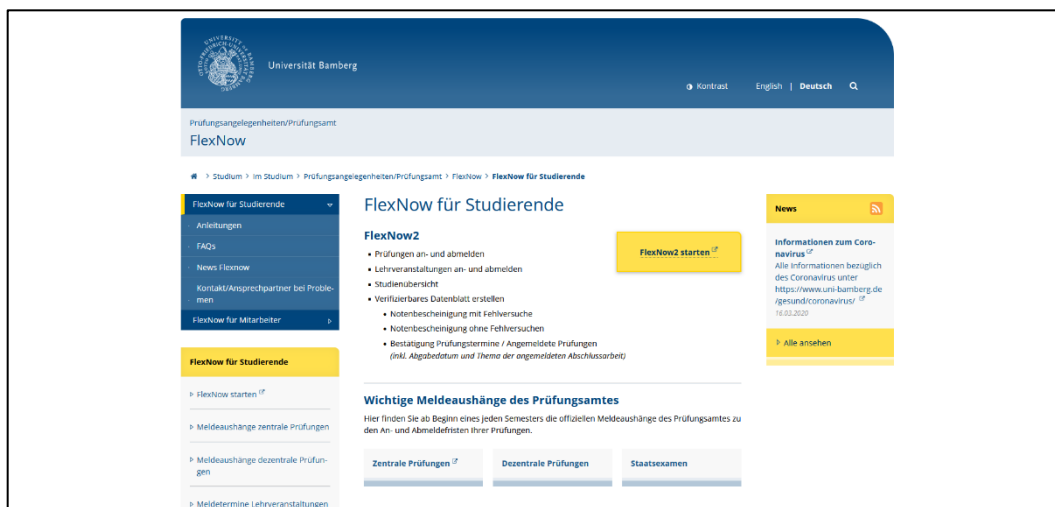 Universität Bamberg
Kontrast
English | Deutsch
Prüfungsangelegenheiten/Prüfungsamt
FlexNow
> Studium > Im Studium > Prüfungsangelegenheiten/Prüfungsamt > FlexNow > FlexNow für Studierende
FlexNow für Studierende
Anleitungen
FAQs
News Flexnow
Kontakt/Ansprechpartner bei Proble-
men
FlexNow für Mitarbeiter
FlexNow für Studierende
FlexNow starten
Meldeaushänge zentrale Prüfungen
Meldeaushänge dezentrale Prüfun-
gen
Meldetermine Lehrveranstaltungen
FlexNow für Studierende
FlexNow2
• Prüfungen an- und abmelden
• Lehrveranstaltungen an- und abmelden
• Studienübersicht
• Verifizierbares Datenblatt erstellen
• Notenbescheinigung mit Fehlversuche
• Notenbescheinigung ohne Fehlversuchen
• Bestätigung Prüfungstermine / Angemeldete Prüfungen
(inkl. Abgabedatum und Thema der angemeldeten Abschlussarbeit)
FlexNow2 starten
Wichtige Meldeaushänge des Prüfungsamtes
Hier finden Sie ab Beginn eines jeden Semesters die offiziellen Meldeaushänge des Prüfungsamtes zu
den An- und Abmeldefristen Ihrer Prüfungen.
Zentrale Prüfungen
Dezentrale Prüfungen
Staatsexamen
News
Informationen zum Coro-
navirus
Alle Informationen bezüglich
des Coronavirus unter
https://www.uni-bamberg.de
/gesund/coronavirus/
16.03.2020
Alle ansehen